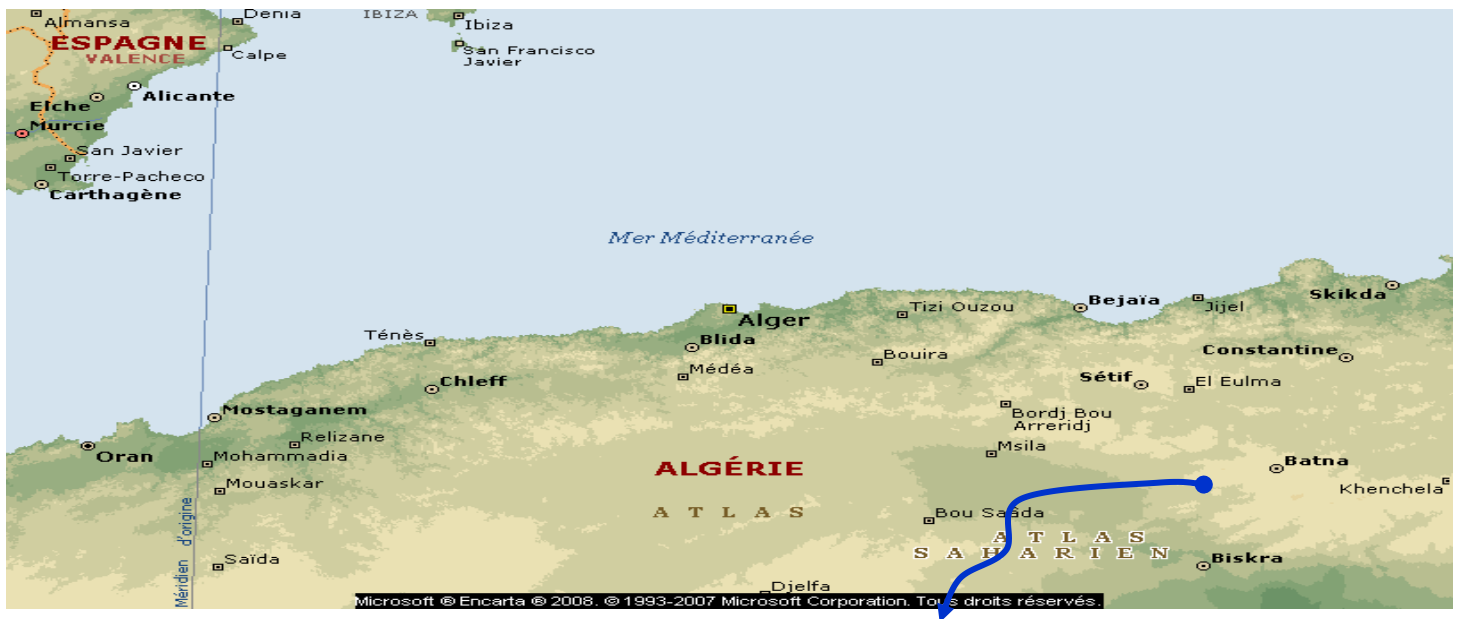 Almansa
Denia
IBIZA
Ibiza
ESPAGNE
VALENCE
Calpe
San Francisco
Javier
Elche
Alicante
Murcie
San Javier
Torre-Pacheco
Carthagène
Mer Méditerranée
Alger
Tizi Ouzou
Bejaïa
Jijel
Skikda
Ténès
Blida
Bouira
Constantine
Médéa
Chleff
Sétif
El Eulma
Mostaganem
Bordj Bou
Arreridj
Relizane
Msila
Oran
Mohammadia
ALGÉRIE
Batna
Mouaskar
Khenchela
ATLAS
Bou Saada
Méridien d'origine
ATLAS
SAHARIEN
Saïda
Biskra
Djelfa
Microsoft ® Encarta ® 2008. © 1993-2007 Microsoft Corporation. Tous droits réservés.